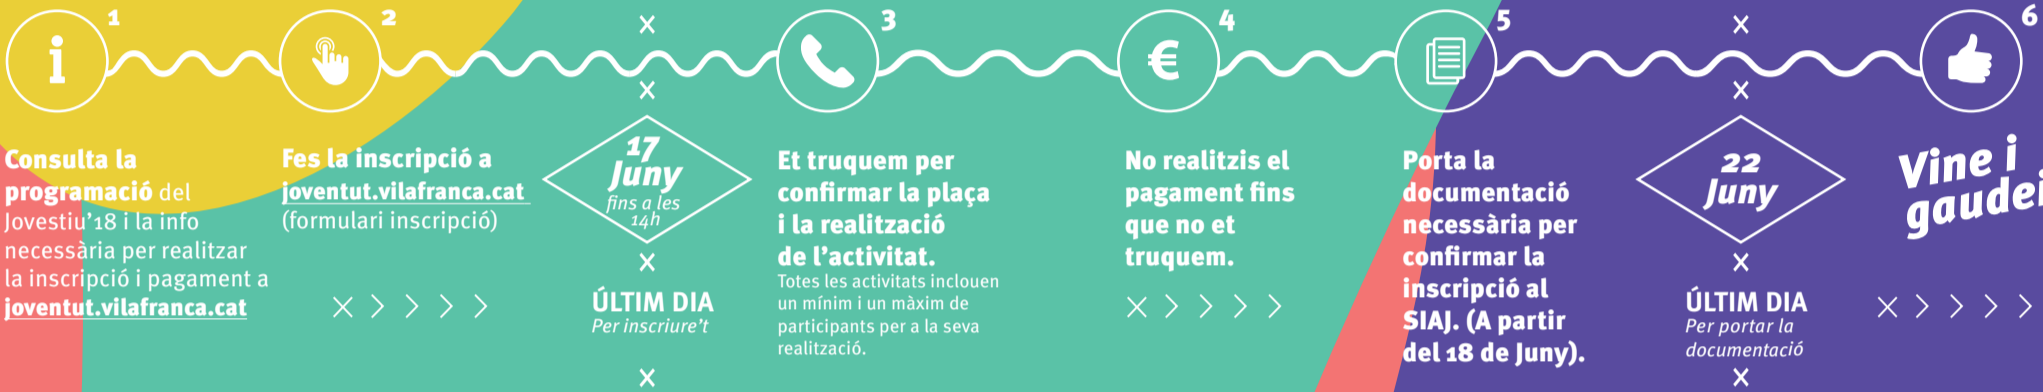 1
Consulta la
programació del
Jovestiu’18 i la info
necessària per realitzar
la inscripció i pagament a
joventut.vilafranca.cat
2
Fes la inscripció a
joventut.vilafranca.cat
(formulari inscripció)
17
Juny
fins a les
14h
ÚLTIM DIA
Per inscriure’t
3
Et truquem per
confirmar la plaça
i la realització
de l’activitat.
Totes les activitats inclouen
un mínim i un màxim de
participants per a la seva
realització.
4
€
No realitzis el
pagament fins
que no et
truquem.
5
Porta la
documentació
necessària per
confirmar la
inscripció al
SIAJ. (A partir
del 18 de Juny).
22
Juny
ÚLTIM DIA
Per portar la
documentació
6
Vine i
gaudei